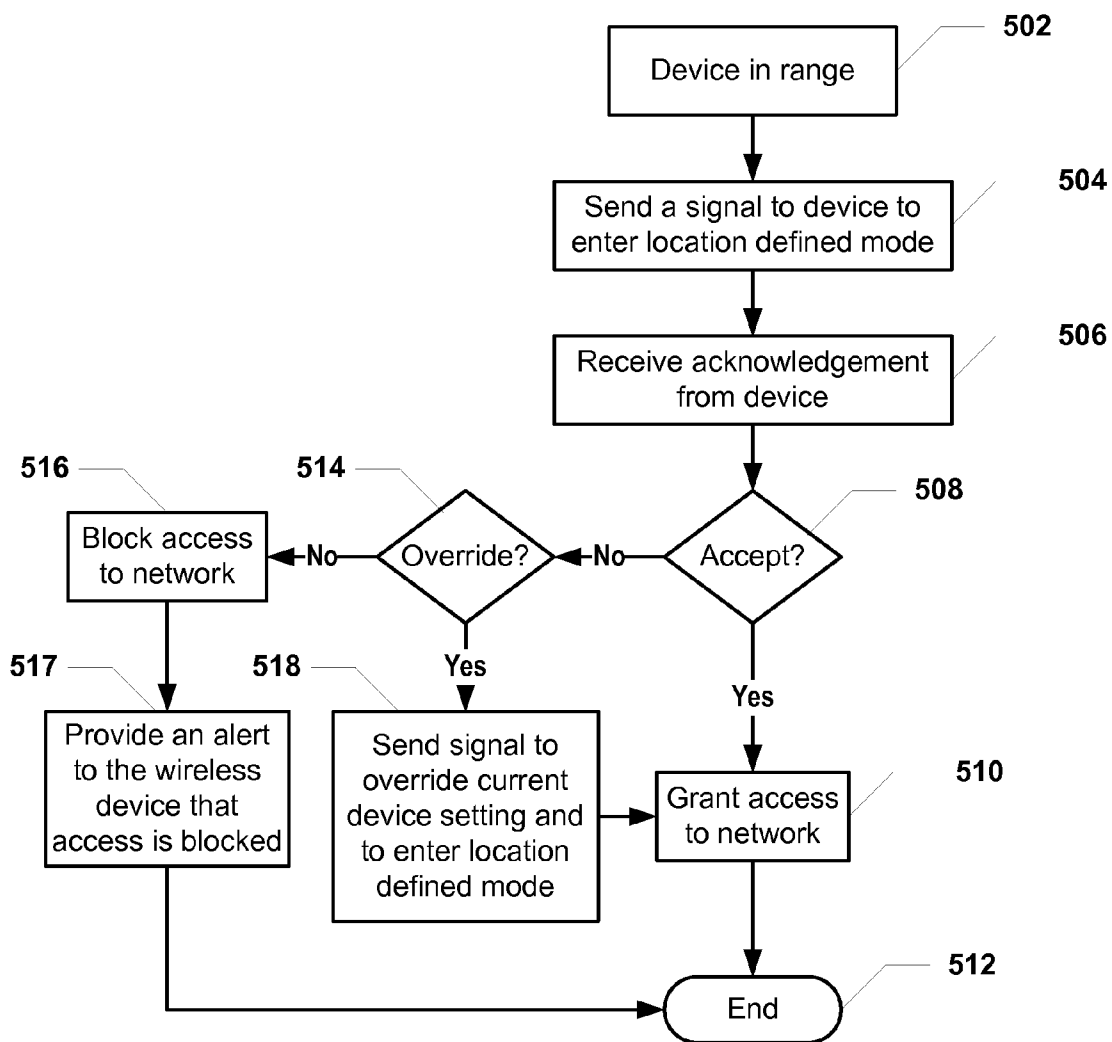 502
Device in range
504
Send a signal to device to
enter location defined mode
506
Receive acknowledgement
from device
516
514
508
Block access
to network
No
Override?
No
Accept?
517
518
Yes
Yes
Provide an alert
to the wireless
device that
access is blocked
Send signal to
override current
device setting and
to enter location
defined mode
510
Grant access
to network
512
End